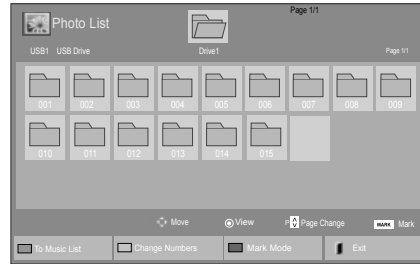 Page 1/1
Photo List
USB1 USB Drive Drive1 Page 1/1
001 002 003 004 005 006 007 008 009
010 011 012 013 014 015
Move View P Page Change MARK Mark
To Music List Change Numbers Mark Mode Exit